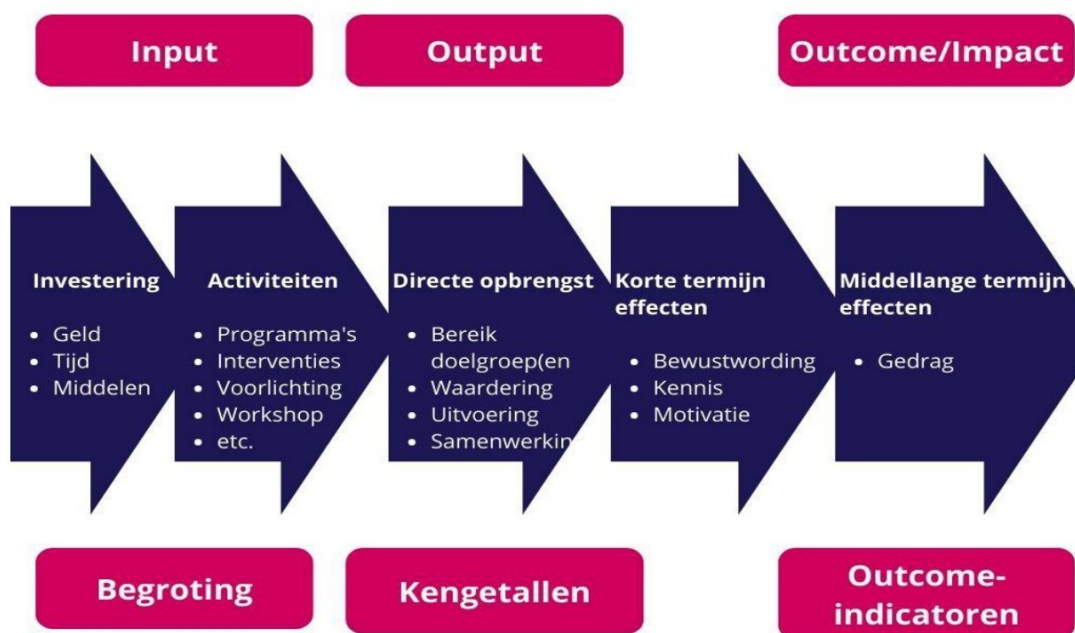 Input
Output
Outcome/Impact
Investering
• Geld
• Tijd
• Middelen
Activiteiten
• Programma's
• Interventies
• Voorlichting
• Workshop
• etc.
Directe opbrengst
• Bereik
doelgroep(en
• Waardering
• Uitvoering
• Samenwerkin
Korte termijn
effecten
• Bewustwording
• Kennis
• Motivatie
Middellange termijn
effecten
• Gedrag
Begroting
Kengetallen
Outcome-
indicatoren